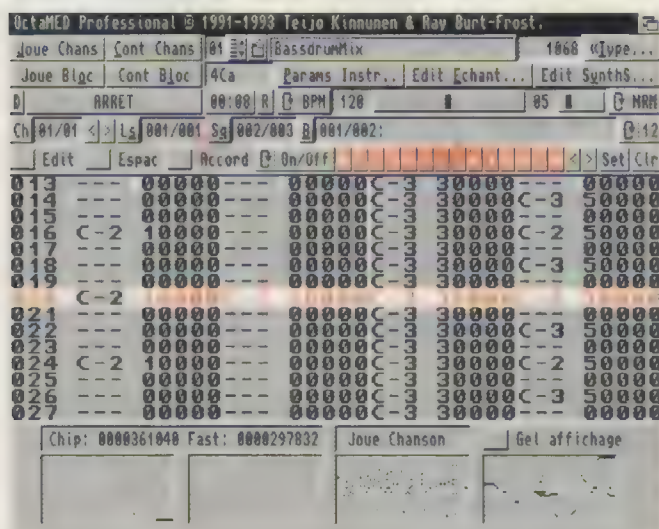 OctaMED Professional © 1991-1993 Teijo Kinnunen & Ray Burt-Frost.
Joue Chans Cont Chans 01 BassdrumMix 1068 «Type...
Joue Bloc Cont Bloc 4Ca Params Instr.. Edit Echant... Edit SynthS...
D ARRET 00:08 R BPM 120 05 NRM
Ch 01/01 < > Ls 001/001 Sq 002/003 B 001/002: :12
Edit Espac Accord On/Off < > Set Clr
013 --- 00000--- 00000C-3 30000--- 00000
014 --- 00000--- 00000C-3 30000C-3 50000
015 --- 00000--- 00000C-3 30000--- 00000
016 C-2 10000--- 00000C-3 30000C-2 50000
017 --- 00000--- 00000C-3 30000--- 00000
018 --- 00000--- 00000C-3 30000C-3 50000
019 --- 00000--- 00000C-3 30000--- 00000
C-2
021 --- 00000--- 00000C-3 30000--- 00000
022 --- 00000--- 00000C-3 30000C-3 50000
023 --- 00000--- 00000C-3 30000--- 00000
024 C-2 10000--- 00000C-3 30000C-2 50000
025 --- 00000--- 00000C-3 30000--- 00000
026 --- 00000--- 00000C-3 30000C-3 50000
027 --- 00000--- 00000C-3 30000--- 00000
Chip: 0000361040 Fast: 0000297832 Joue Chanson Gel affichage